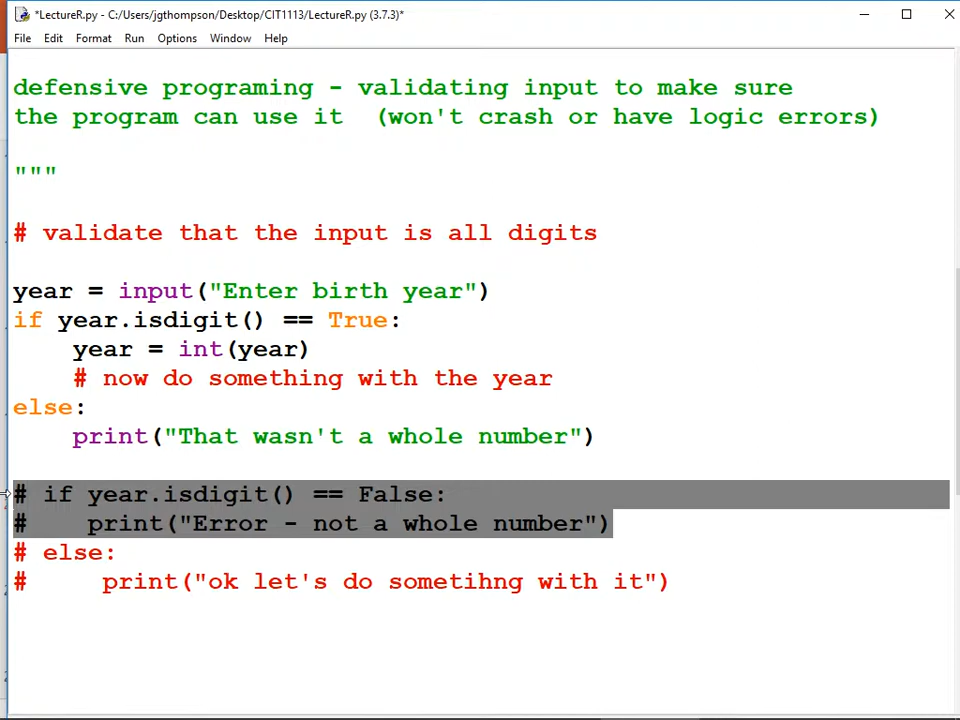 *LectureR.py - C:/Users/jgthompson/Desktop/CIT1113/LectureR.py (3.7.3)*
File Edit Format Run Options Window Help
defensive programing - validating input to make sure
the program can use it  (won't crash or have logic errors)
"""
# validate that the input is all digits
year = input("Enter birth year")
if year.isdigit() == True:
    year = int(year)
    # now do something with the year
else:
    print("That wasn't a whole number")
# if year.isdigit() == False:
#    print("Error - not a whole number")
# else:
#     print("ok let's do sometihng with it")